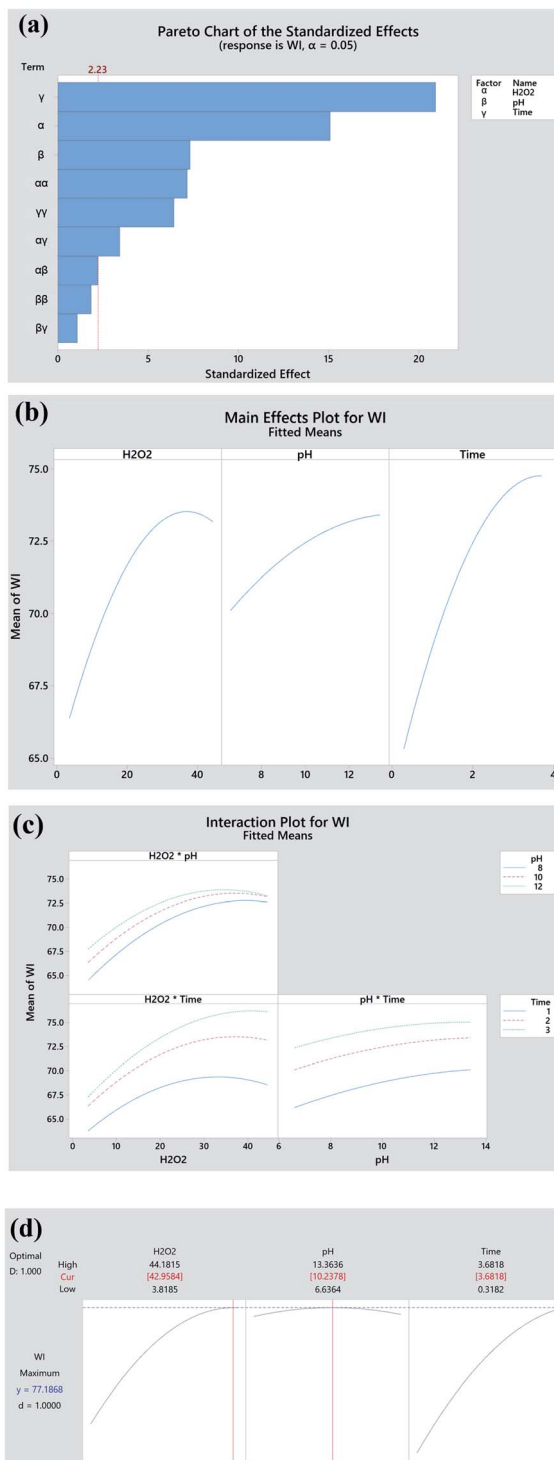 (a)
Pareto Chart of the Standardized Effects
(response is WI, α = 0.05)
Term
2.23
Factor Name
α H2O2
β pH
γ Time
γ
α
β
αα
γγ
αγ
αβ
ββ
βγ
0 5 10 15 20
Standardized Effect
(b)
Main Effects Plot for WI
Fitted Means
H2O2 pH Time
75.0
72.5
70.0
67.5
65.0
Mean of WI
0 20 40 8 10 12 0 2 4
(c)
Interaction Plot for WI
Fitted Means
H2O2 * pH
pH
8
10
12
75.0
72.5
70.0
67.5
65.0
Mean of WI
H2O2 * Time pH * Time
Time
1
2
3
75.0
72.5
70.0
67.5
65.0
0 10 20 30 40 6 8 10 12 14
H2O2 pH
(d)
Optimal
D: 1.000
H2O2 pH Time
High 44.1815 13.3636 3.6818
Cur [42.9584] [10.2378] [3.6818]
Low 3.8185 6.6364 0.3182
WI
Maximum
y = 77.1868
d = 1.0000